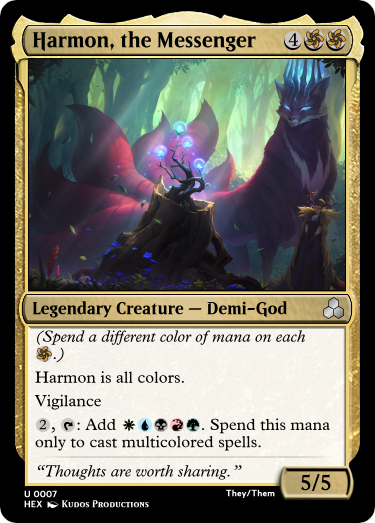 Harmon, the Messenger 4
Legendary Creature — Demi-God
(Spend a different color of mana on each
.)
Harmon is all colors.
Vigilance
2, : Add . Spend this mana
only to cast multicolored spells.
“Thoughts are worth sharing.”
5/5
U 0007 They/Them
HEX Kudos Productions